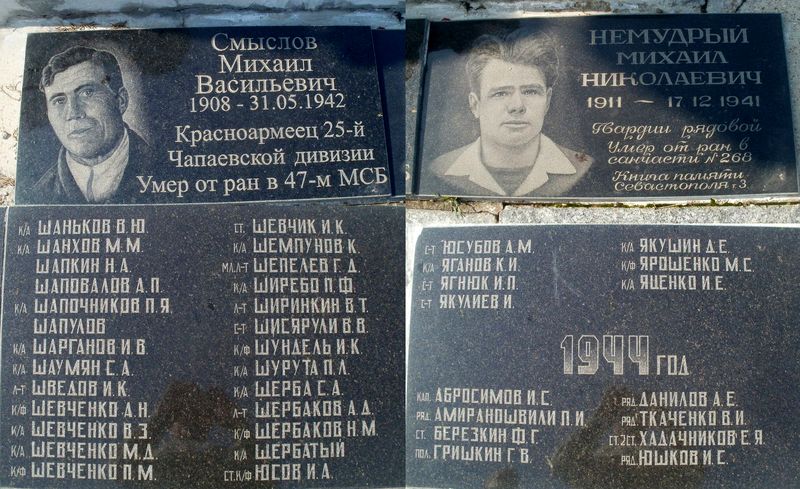 Смыслов
Михаил
Васильевич
1908 - 31.05.1942
Красноармеец 25-й
Чапаевской дивизии
Умер от ран в 47-м МСБ
НЕМУДРЫЙ
МИХАИЛ
НИКОЛАЕВИЧ
1911 — 17 12 1941
Гвардии рядовой
Умер от ран в
санчасти №268
Книга памяти
Севастополя т.3
К/А ШАНЬКОВ В.Ю.
К/А ШАНХОВ М.М.
ШАПКИН Н.А.
ШАПОВАЛОВ А.П.
К/А ШАПОЧНИКОВ П.Я.
ШАПУЛОВ
К/А ШАРГАНОВ И.В.
К/А ШАУМЯН С.А.
Л-Т ШВЕДОВ И.К.
К/Ф ШЕВЧЕНКО А.Н.
К/А ШЕВЧЕНКО В.З.
К/А ШЕВЧЕНКО М.Д.
К/Ф ШЕВЧЕНКО П.М.
СТ. ШЕВЧИК И.К.
К/А ШЕМПУНОВ К.
МЛ.Л-Т ШЕПЕЛЕВ Г.Д.
К/А ШИРЕБО П.Ф.
Л-Т ШИРИНКИН В.Т.
С-Т ШИСЯРУЛИ В.В.
К/Ф ШУНДЕЛЬ И.К.
К/А ШУРУТА П.Л.
К/А ЩЕРБА С.А.
Л-Т ЩЕРБАКОВ А.Д.
К/Ф ЩЕРБАКОВ Н.М.
К/А ЩЕРБАТЫЙ
СТ.К/Ф ЮСОВ И.А.
С-Т ЮСУБОВ А.М.
К/А ЯГАНОВ К.И.
С-Т ЯГНЮК И.П.
С-Т ЯКУЛИЕВ И.
К/А ЯКУШИН Д.Е.
К/Ф ЯРОШЕНКО М.С.
К/А ЯЦЕНКО И.Е.
1944 ГОД
КАП. АБРОСИМОВ И.С.
РЯД. АМИРАНОШВИЛИ П.И.
СТ. БЕРЕЗКИН Ф.Г.
ПОЛ. ГРИШКИН Г.В.
РЯД. ДАНИЛОВ А.Е.
РЯД. ТКАЧЕНКО В.И.
СТ.2СТ. ХАДАЧНИКОВ Е.Я.
РЯД. ЮШКОВ И.С.